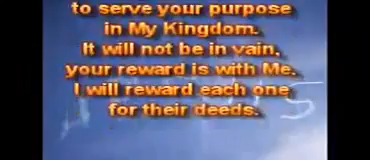 to serve your purpose
in My Kingdom.
It will not be in vain,
your reward is with Me.
I will reward each one
for their deeds.